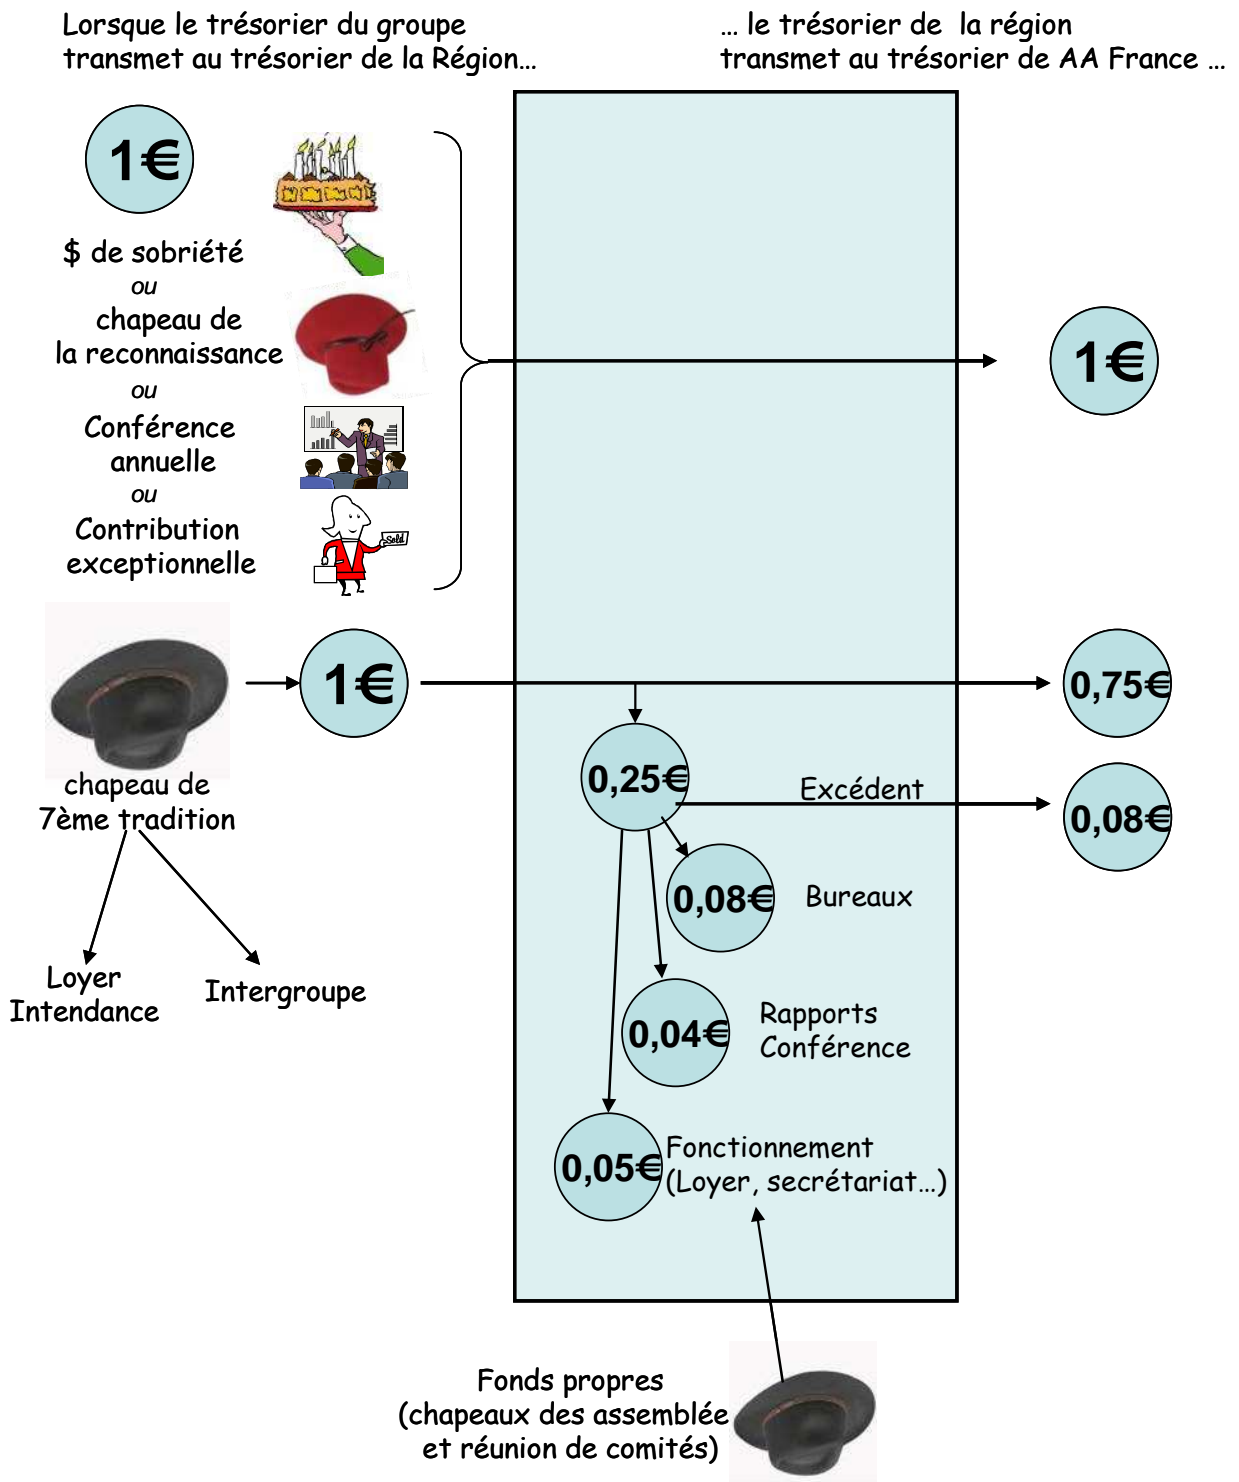 Lorsque le trésorier du groupe
transmet au trésorier de la Région...
... le trésorier de la région
transmet au trésorier de AA France ...
1€
$ de sobriété
ou
chapeau de
la reconnaissance
ou
Conférence
annuelle
ou
Contribution
exceptionnelle
Sold
1€
1€
0,75€
0,25€
Excédent
0,08€
chapeau de
7ème tradition
0,08€
Bureaux
Loyer
Intendance
Intergroupe
0,04€
Rapports
Conférence
0,05€
Fonctionnement
(Loyer, secrétariat...)
Fonds propres
(chapeaux des assemblée
et réunion de comités)